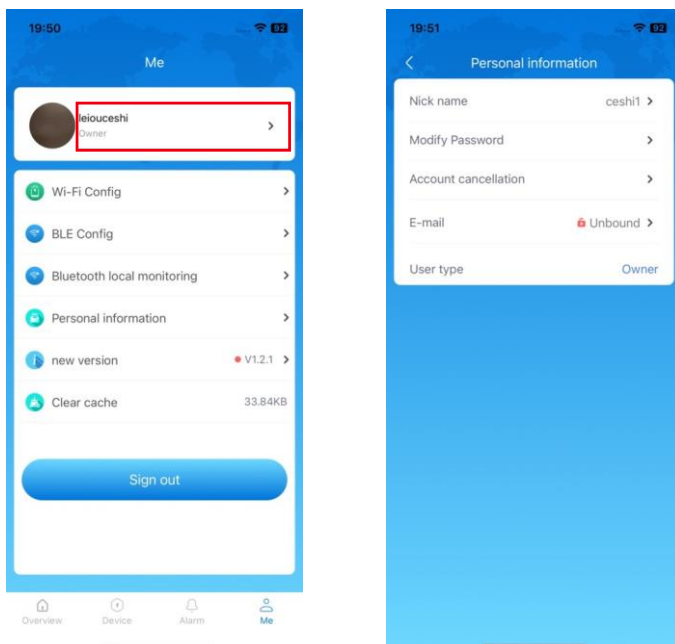 19:50
92
Me
leiouceshi
Owner
Wi-Fi Config
BLE Config
Bluetooth local monitoring
Personal information
new version V1.2.1
Clear cache 33.84KB
Sign out
Overview Device Alarm Me
19:51
92
Personal information
Nick name ceshi1
Modify Password
Account cancellation
E-mail Unbound
User type Owner